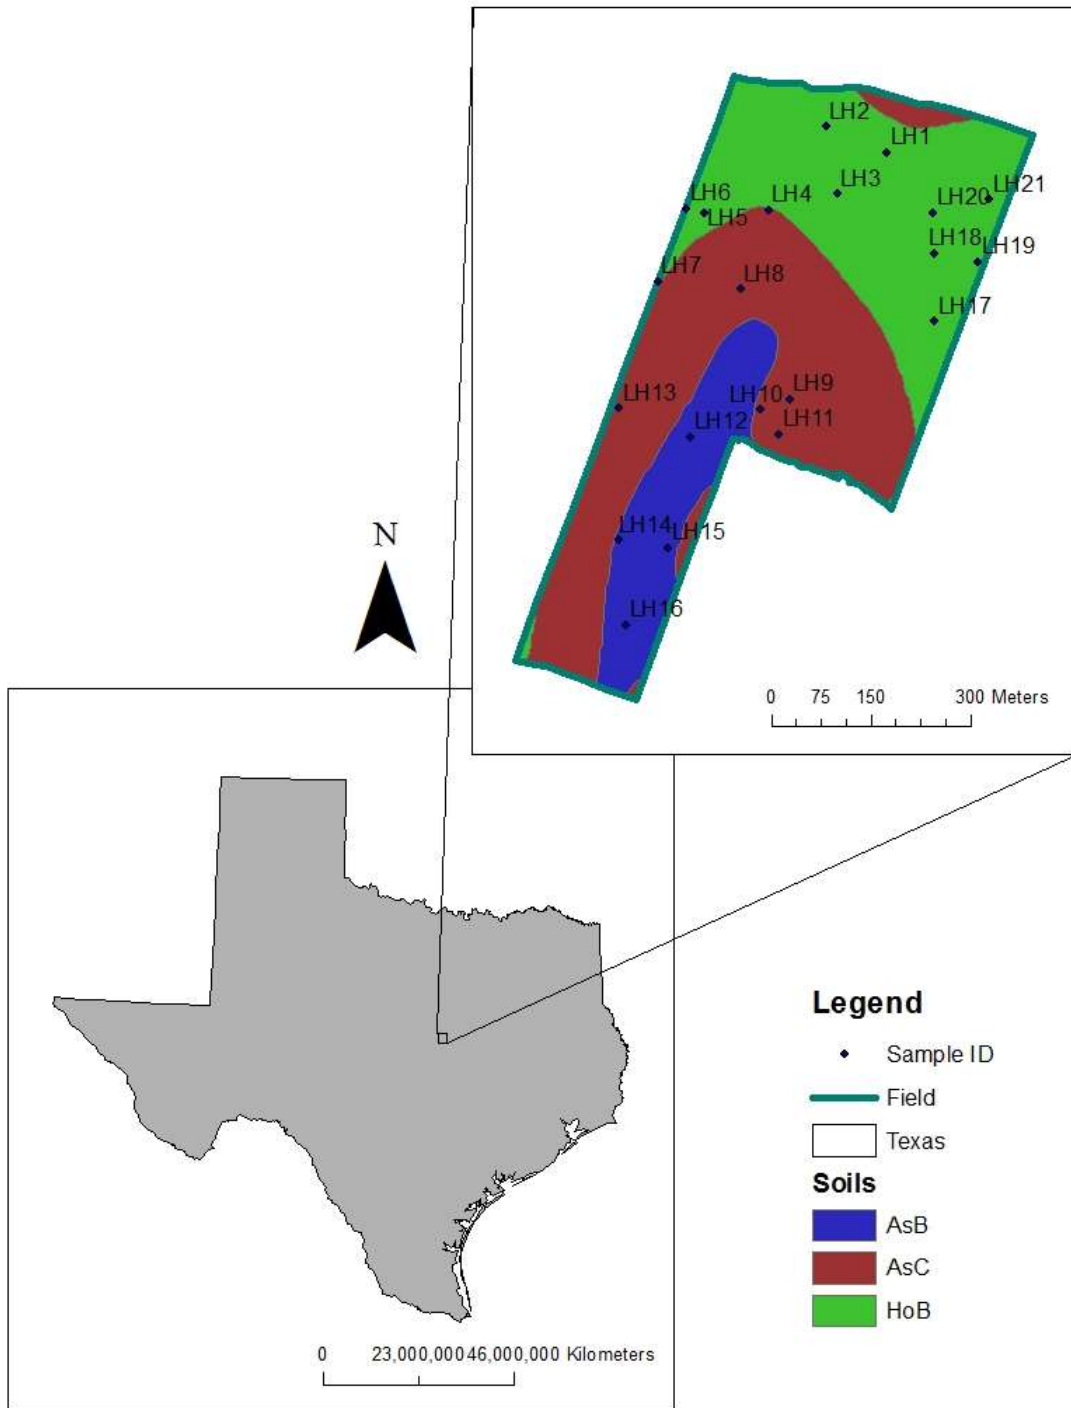 LH2
LH1
LH3
LH6
LH4
LH21
LH5
LH20
LH18
LH19
LH7
LH8
LH17
LH13
LH10
LH9
LH12
LH11
LH14
LH15
LH16
N
0 75 150 300 Meters
Legend
Sample ID
Field
Texas
Soils
AsB
AsC
HoB
0 23,000,000 46,000,000 Kilometers